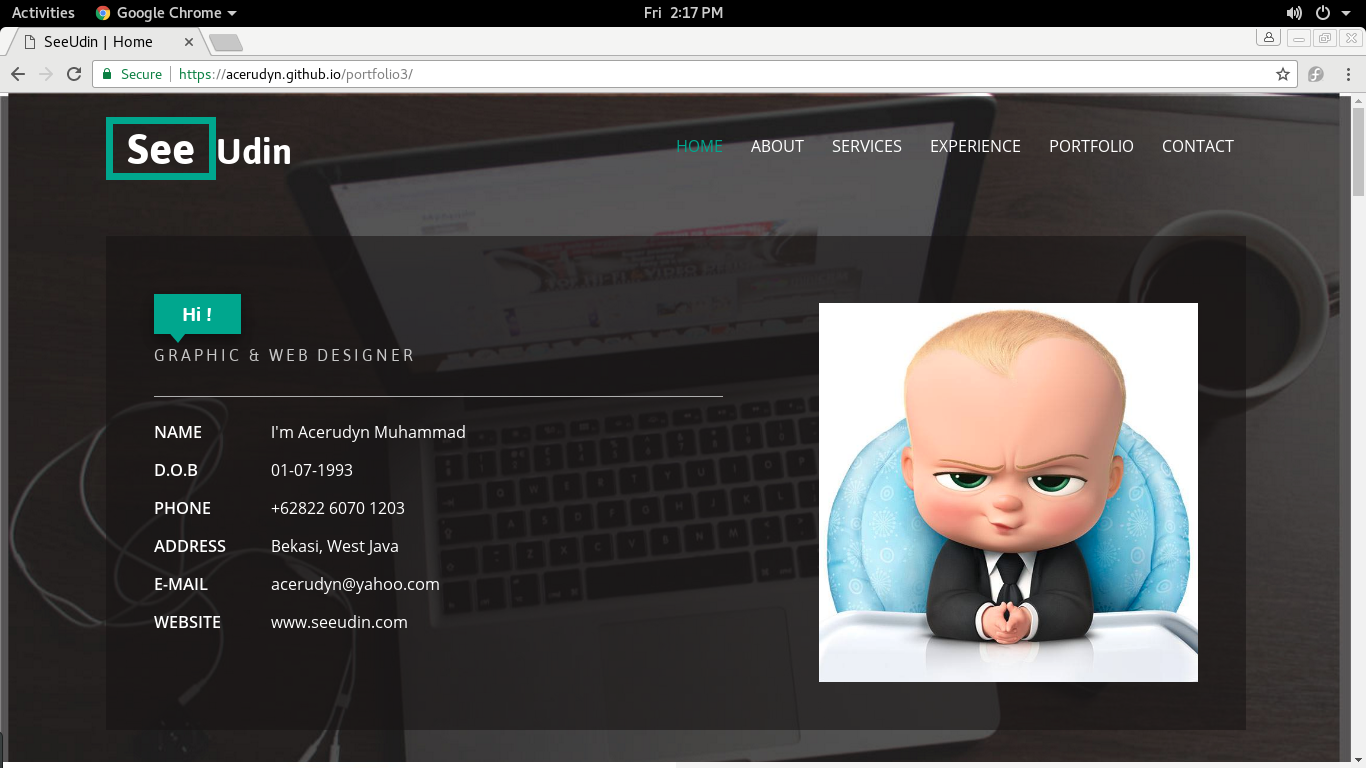 Activities Google Chrome Fri 2:17 PM
SeeUdin | Home
Secure https://acerudyn.github.io/portfolio3/
See Udin
HOME ABOUT SERVICES EXPERIENCE PORTFOLIO CONTACT
Hi !
GRAPHIC & WEB DESIGNER
NAME I'm Acerudyn Muhammad
D.O.B 01-07-1993
PHONE +62822 6070 1203
ADDRESS Bekasi, West Java
E-MAIL acerudyn@yahoo.com
WEBSITE www.seeudin.com